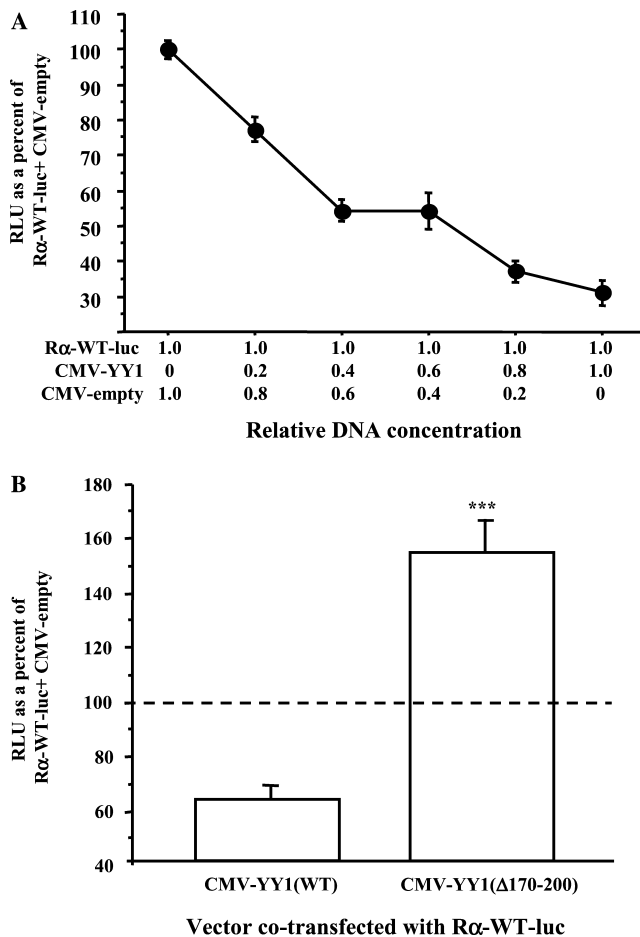 A
RLU as a percent of
Rα-WT-luc+ CMV-empty
110
100
90
80
70
60
50
40
30
Rα-WT-luc 1.0 1.0 1.0 1.0 1.0 1.0
CMV-YY1 0 0.2 0.4 0.6 0.8 1.0
CMV-empty 1.0 0.8 0.6 0.4 0.2 0
Relative DNA concentration
B
RLU as a percent of
Rα-WT-luc+ CMV-empty
180
160
140
120
100
80
60
40
***
CMV-YY1(WT) CMV-YY1(Δ170-200)
Vector co-transfected with Rα-WT-luc